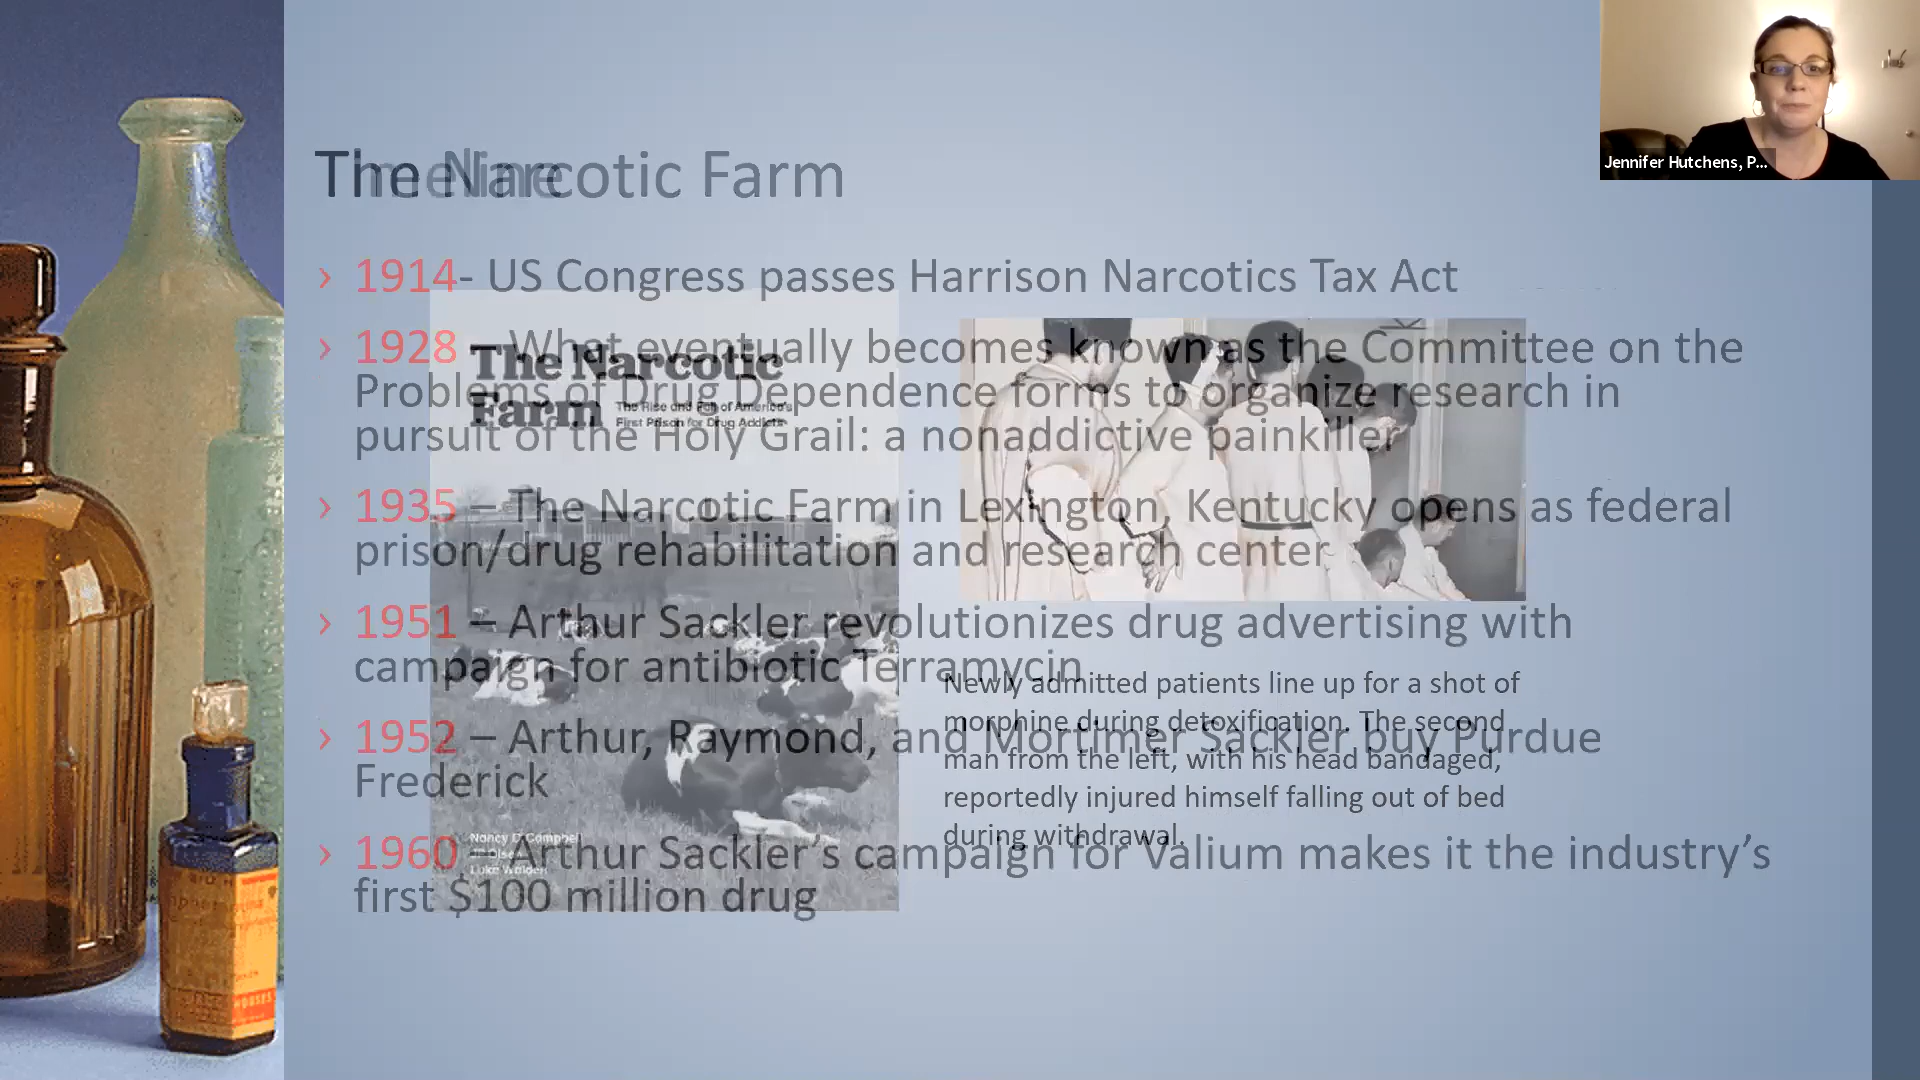 The Narcotic Farm
Timeline
› 1914- US Congress passes Harrison Narcotics Tax Act
› 1928 – What eventually becomes known as the Committee on the
Problems of Drug Dependence forms to organize research in
pursuit of the Holy Grail: a nonaddictive painkiller
› 1935 – The Narcotic Farm in Lexington, Kentucky opens as federal
prison/drug rehabilitation and research center
› 1951 – Arthur Sackler revolutionizes drug advertising with
campaign for antibiotic Terramycin
› 1952 – Arthur, Raymond, and Mortimer Sackler buy Purdue
Frederick
› 1960 – Arthur Sackler’s campaign for Valium makes it the industry’s
first $100 million drug
The Narcotic
Farm
The Rise and Fall of America's
First Prison for Drug Addicts
Nancy D. Campbell
Luke Walden
Newly admitted patients line up for a shot of
morphine during detoxification. The second
man from the left, with his head bandaged,
reportedly injured himself falling out of bed
during withdrawal.
Jennifer Hutchens, P...
HOUSES